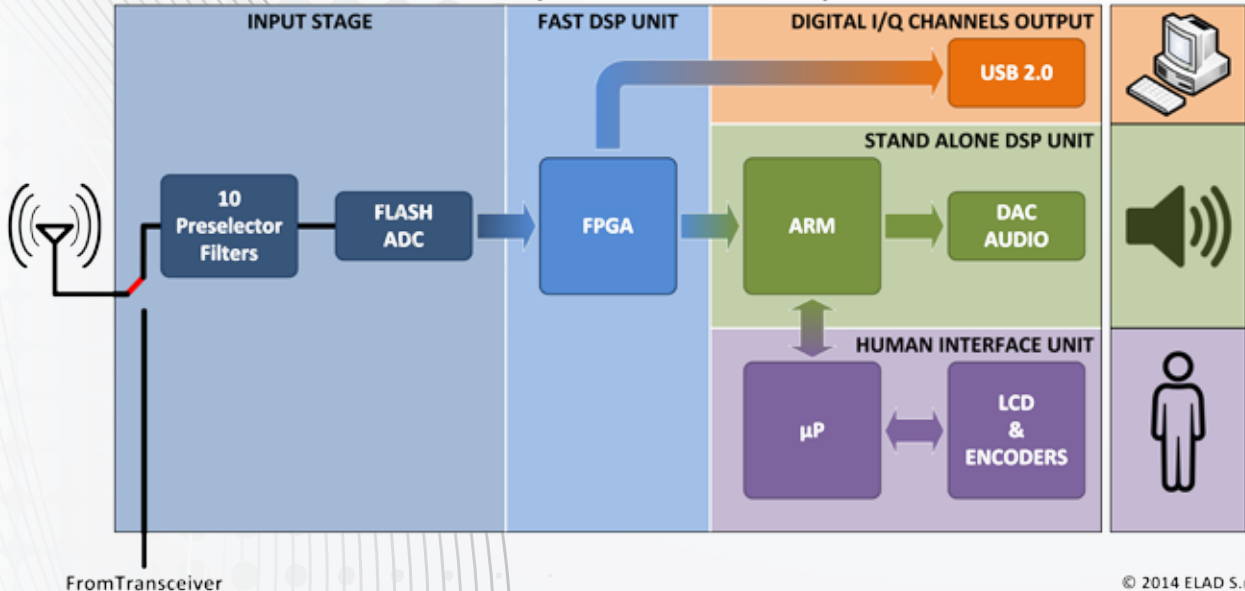 INPUT STAGE
FAST DSP UNIT
DIGITAL I/Q CHANNELS OUTPUT
USB 2.0
STAND ALONE DSP UNIT
10
Preselector
Filters
FLASH
ADC
FPGA
ARM
DAC
AUDIO
HUMAN INTERFACE UNIT
µP
LCD
&
ENCODERS
FromTransceiver
© 2014 ELAD S.